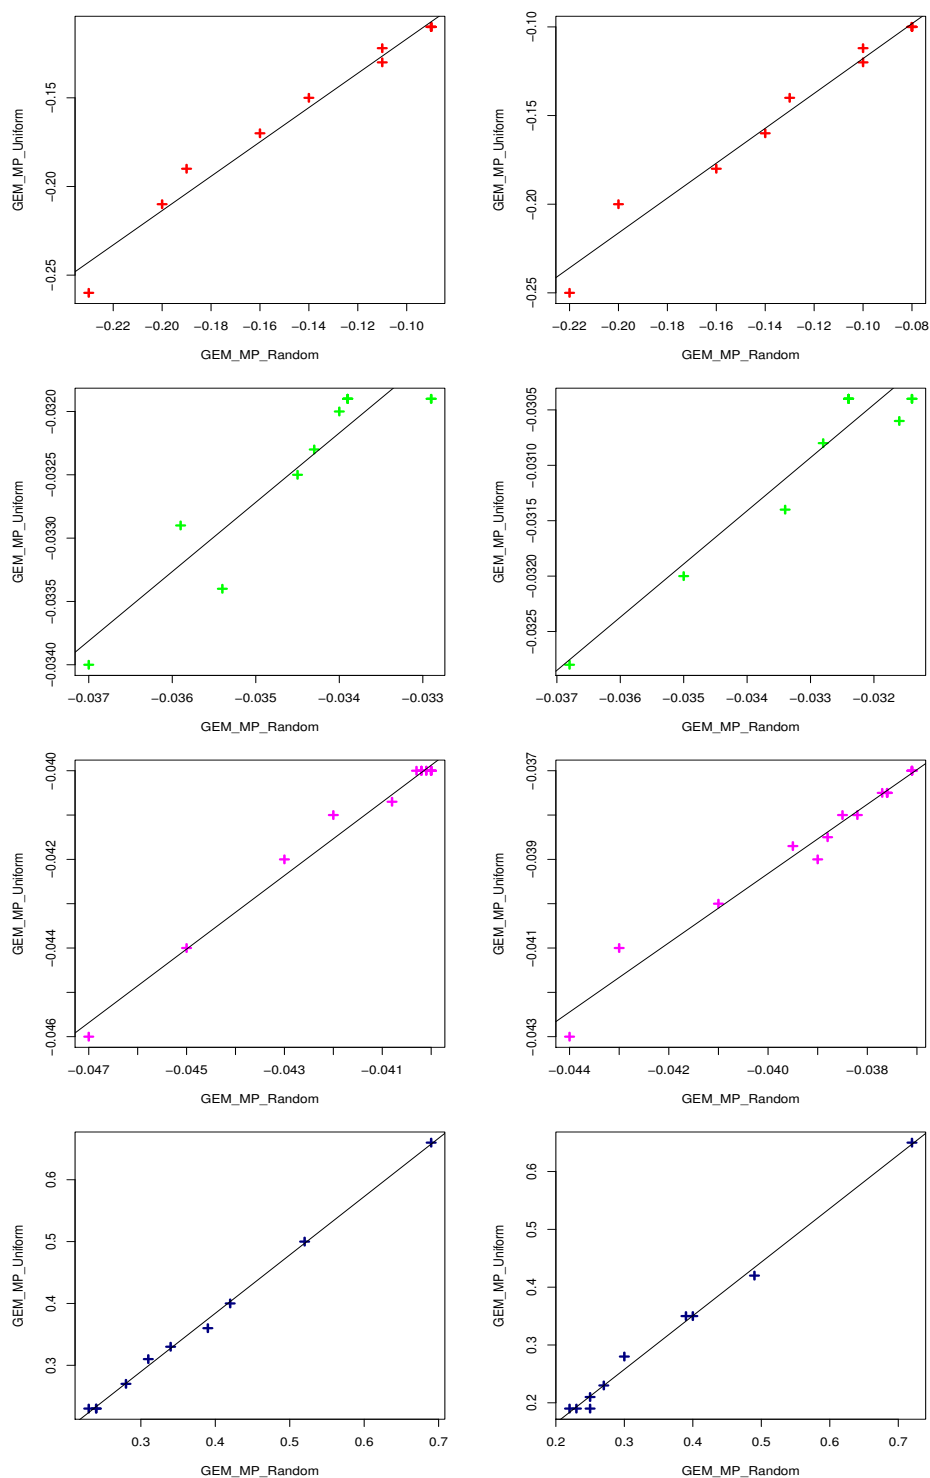 GEM_MP_Uniform
−0.25 −0.20 −0.15
−0.22 −0.20 −0.18 −0.16 −0.14 −0.12 −0.10
GEM_MP_Random
GEM_MP_Uniform
−0.25 −0.20 −0.15 −0.10
−0.22 −0.20 −0.18 −0.16 −0.14 −0.12 −0.10 −0.08
GEM_MP_Random
GEM_MP_Uniform
−0.0340 −0.0335 −0.0330 −0.0325 −0.0320
−0.037 −0.036 −0.035 −0.034 −0.033
GEM_MP_Random
GEM_MP_Uniform
−0.0325 −0.0320 −0.0315 −0.0310 −0.0305
−0.037 −0.036 −0.035 −0.034 −0.033 −0.032
GEM_MP_Random
GEM_MP_Uniform
−0.046 −0.044 −0.042 −0.040
−0.047 −0.045 −0.043 −0.041
GEM_MP_Random
GEM_MP_Uniform
−0.043 −0.041 −0.039 −0.037
−0.044 −0.042 −0.040 −0.038
GEM_MP_Random
GEM_MP_Uniform
0.3 0.4 0.5 0.6
0.3 0.4 0.5 0.6 0.7
GEM_MP_Random
GEM_MP_Uniform
0.2 0.3 0.4 0.5 0.6
0.2 0.3 0.4 0.5 0.6 0.7
GEM_MP_Random